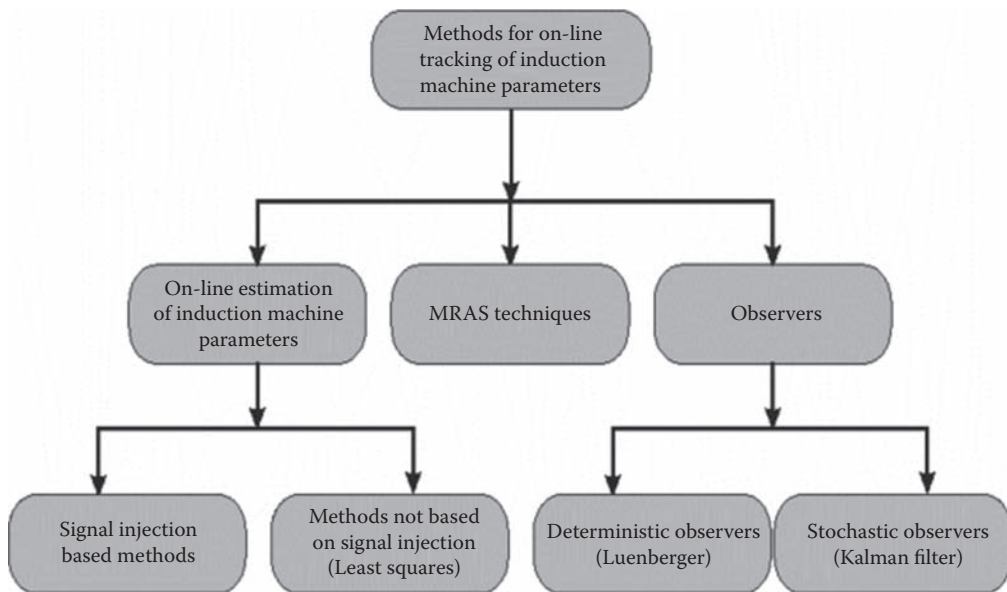 Methods for on-line
tracking of induction
machine parameters
On-line estimation
of induction machine
parameters
MRAS techniques
Observers
Signal injection
based methods
Methods not based
on signal injection
(Least squares)
Deterministic observers
(Luenberger)
Stochastic observers
(Kalman filter)